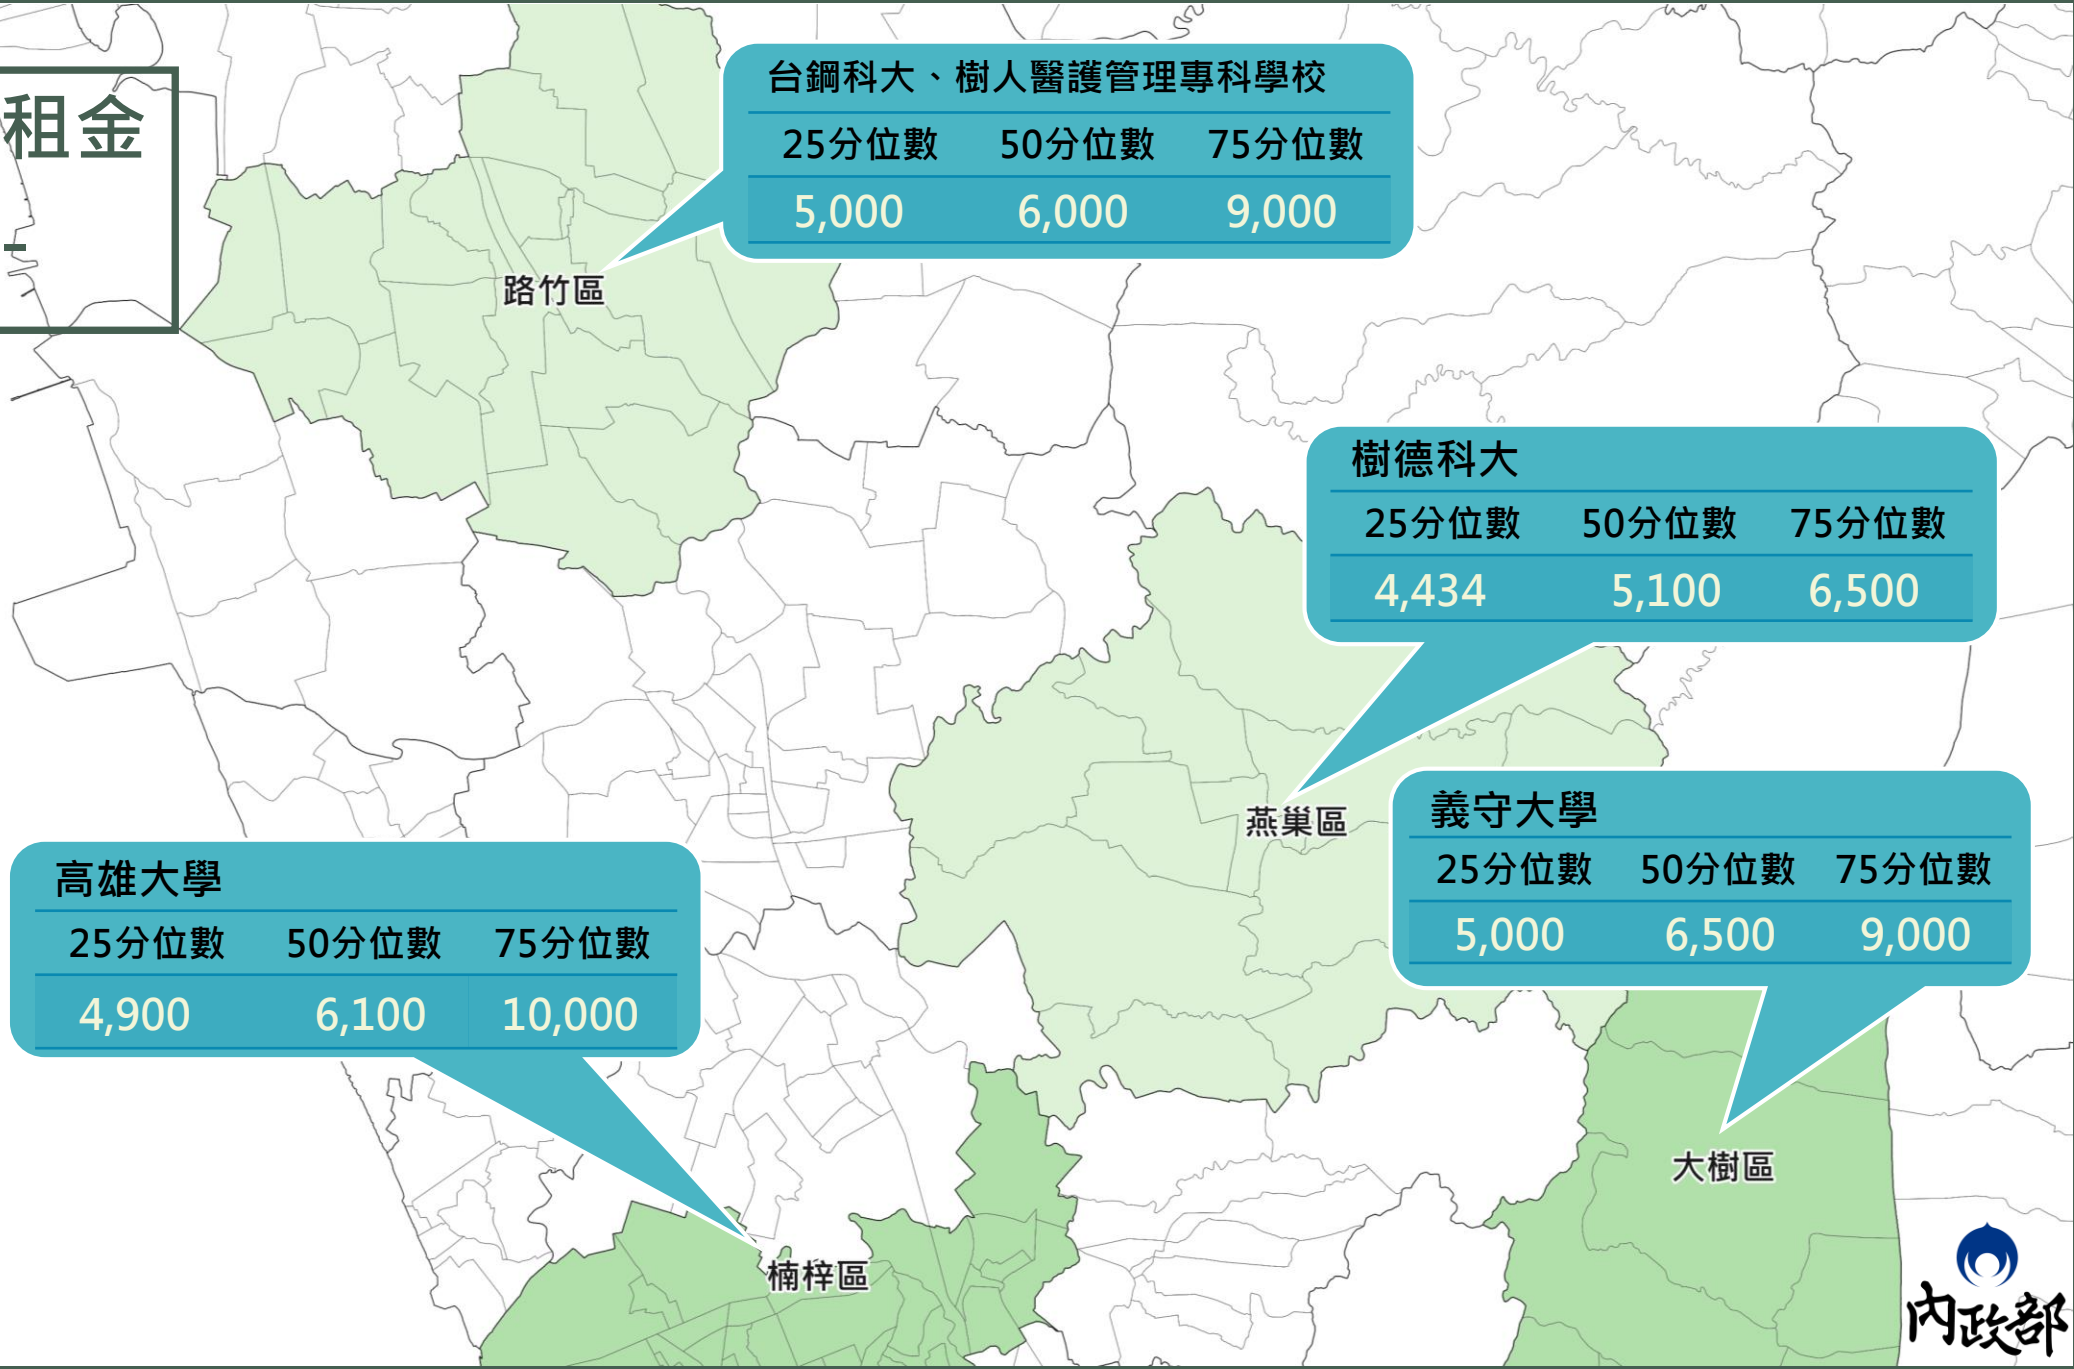 租金
台鋼科大、樹人醫護管理專科學校
25分位數 50分位數 75分位數
5,000 6,000 9,000
路竹區
樹德科大
25分位數 50分位數 75分位數
4,434 5,100 6,500
燕巢區
義守大學
25分位數 50分位數 75分位數
5,000 6,500 9,000
大樹區
高雄大學
25分位數 50分位數 75分位數
4,900 6,100 10,000
楠梓區
內政部